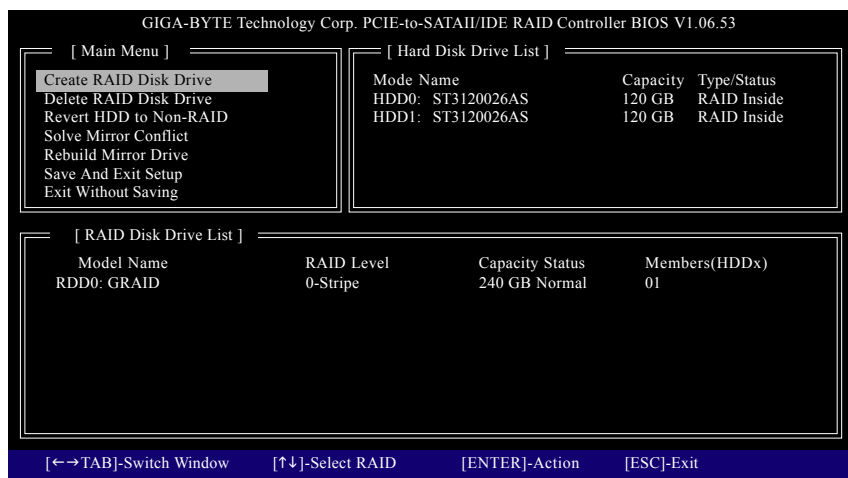 GIGA-BYTE Technology Corp. PCIE-to-SATAII/IDE RAID Controller BIOS V1.06.53
[ Main Menu ]
Create RAID Disk Drive
Delete RAID Disk Drive
Revert HDD to Non-RAID
Solve Mirror Conflict
Rebuild Mirror Drive
Save And Exit Setup
Exit Without Saving
[ Hard Disk Drive List ]
Mode Name Capacity Type/Status
HDD0: ST3120026AS 120 GB RAID Inside
HDD1: ST3120026AS 120 GB RAID Inside
[ RAID Disk Drive List ]
Model Name RAID Level Capacity Status Members(HDDx)
RDD0: GRAID 0-Stripe 240 GB Normal 01
[←→TAB]-Switch Window [↑↓]-Select RAID [ENTER]-Action [ESC]-Exit